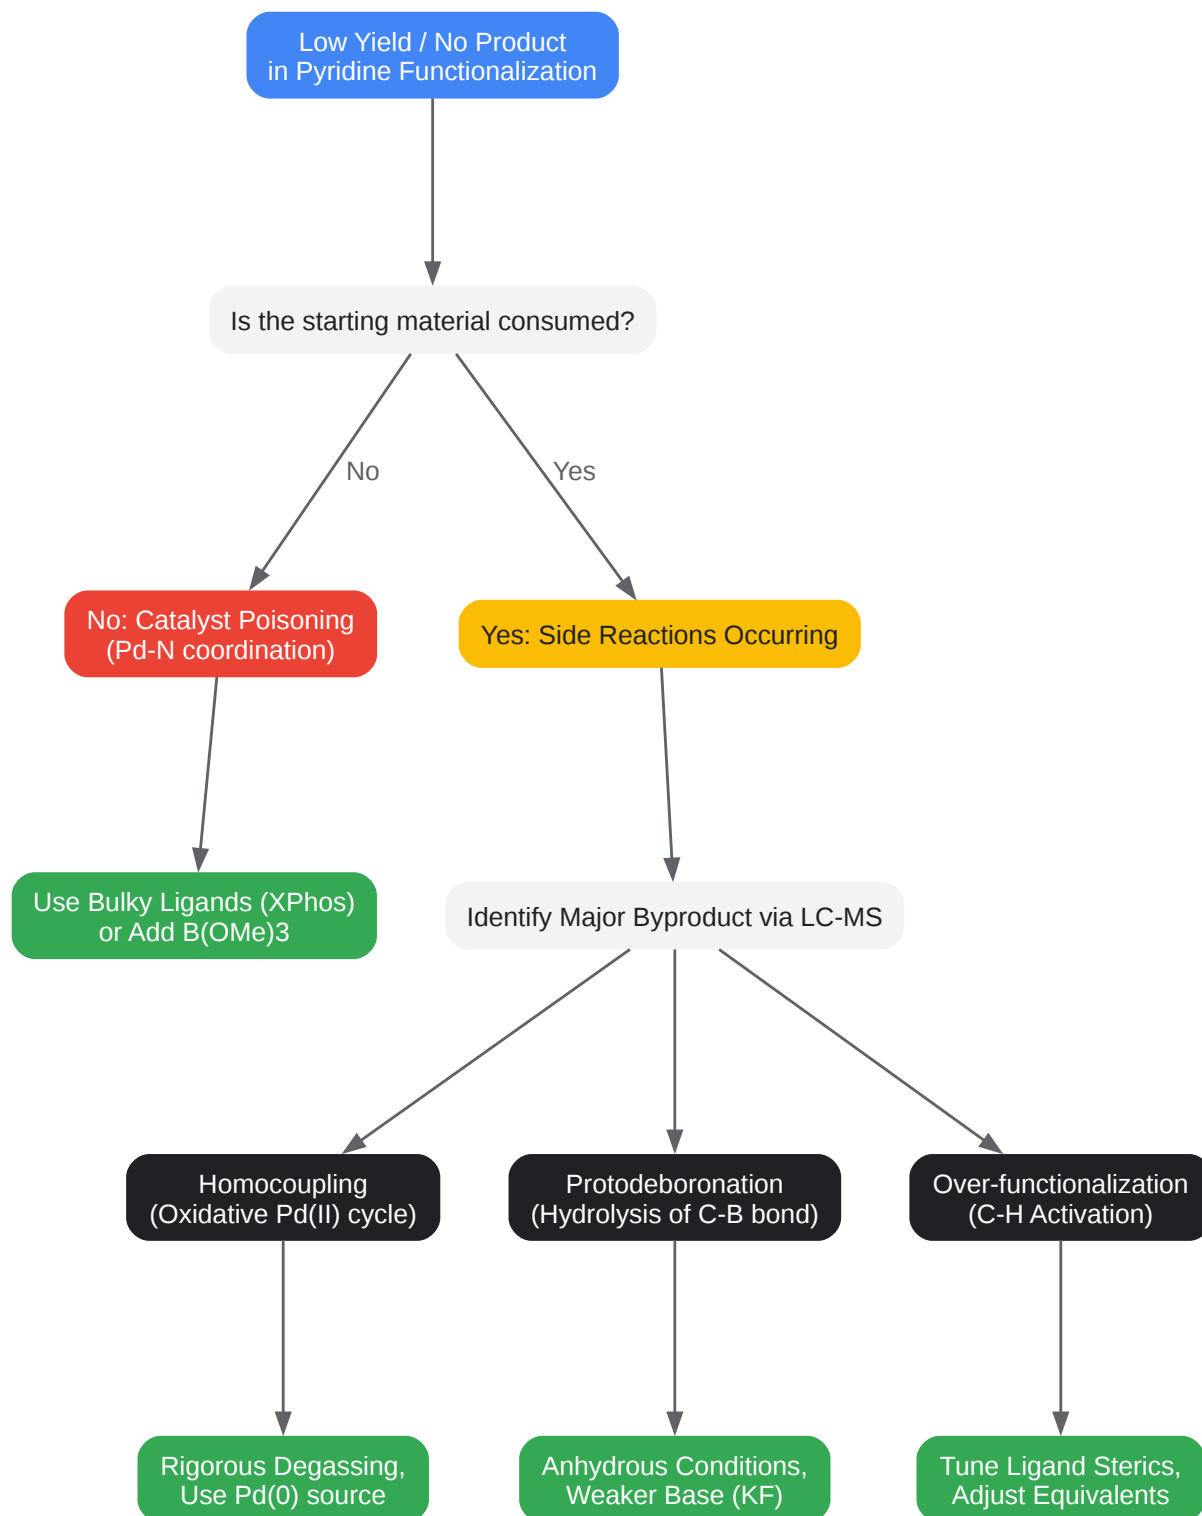 Low Yield / No Product
in Pyridine Functionalization
Is the starting material consumed?
No
Yes
No: Catalyst Poisoning
(Pd-N coordination)
Yes: Side Reactions Occurring
Use Bulky Ligands (XPhos)
or Add B(OMe)3
Identify Major Byproduct via LC-MS
Homocoupling
(Oxidative Pd(II) cycle)
Protodeboronation
(Hydrolysis of C-B bond)
Over-functionalization
(C-H Activation)
Rigorous Degassing,
Use Pd(0) source
Anhydrous Conditions,
Weaker Base (KF)
Tune Ligand Sterics,
Adjust Equivalents